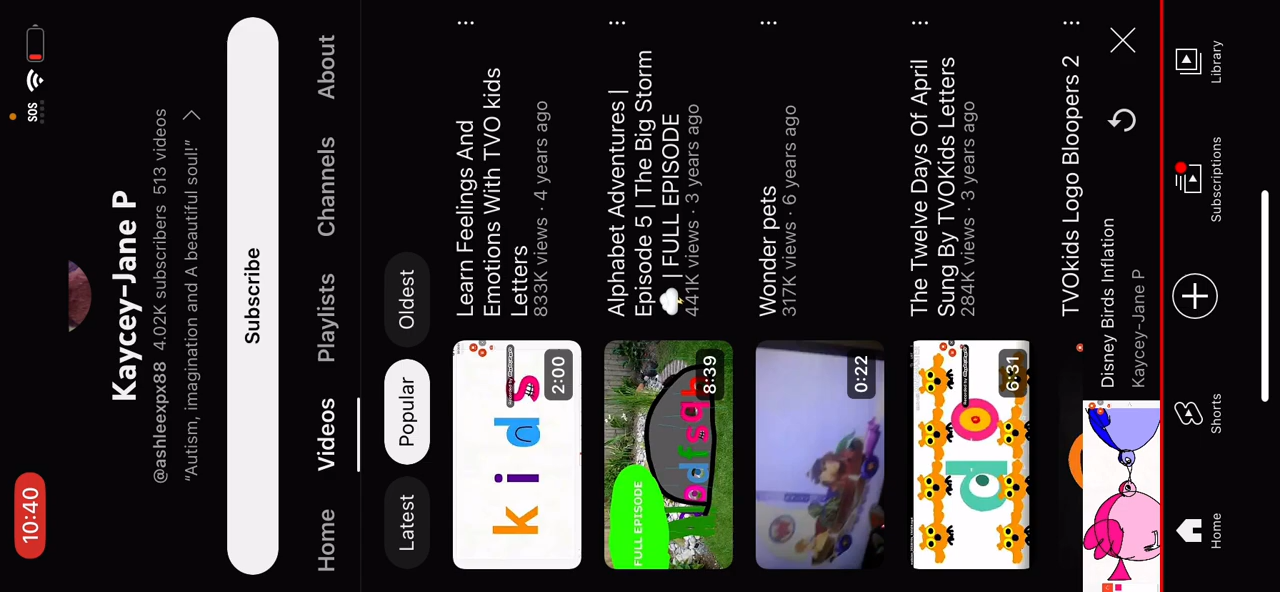 10:40
SOS
Kaycey-Jane P
@ashleexpx88 4.02K subscribers 513 videos
“Autism, imagination and A beautiful soul!”
Subscribe
Home Videos Playlists Channels About
Latest Popular Oldest
k i d s
2:00
Learn Feelings And
Emotions With TVO kids
Letters
833K views · 4 years ago
FULL EPISODE
8:39
Alphabet Adventures |
Episode 5 | The Big Storm
🌩 | FULL EPISODE
441K views · 3 years ago
0:22
Wonder pets
317K views · 6 years ago
6:31
The Twelve Days Of April
Sung By TVOKids Letters
284K views · 3 years ago
TVOkids Logo Bloopers 2
Disney Birds Inflation
Kaycey-Jane P
Home
Shorts
Subscriptions
Library